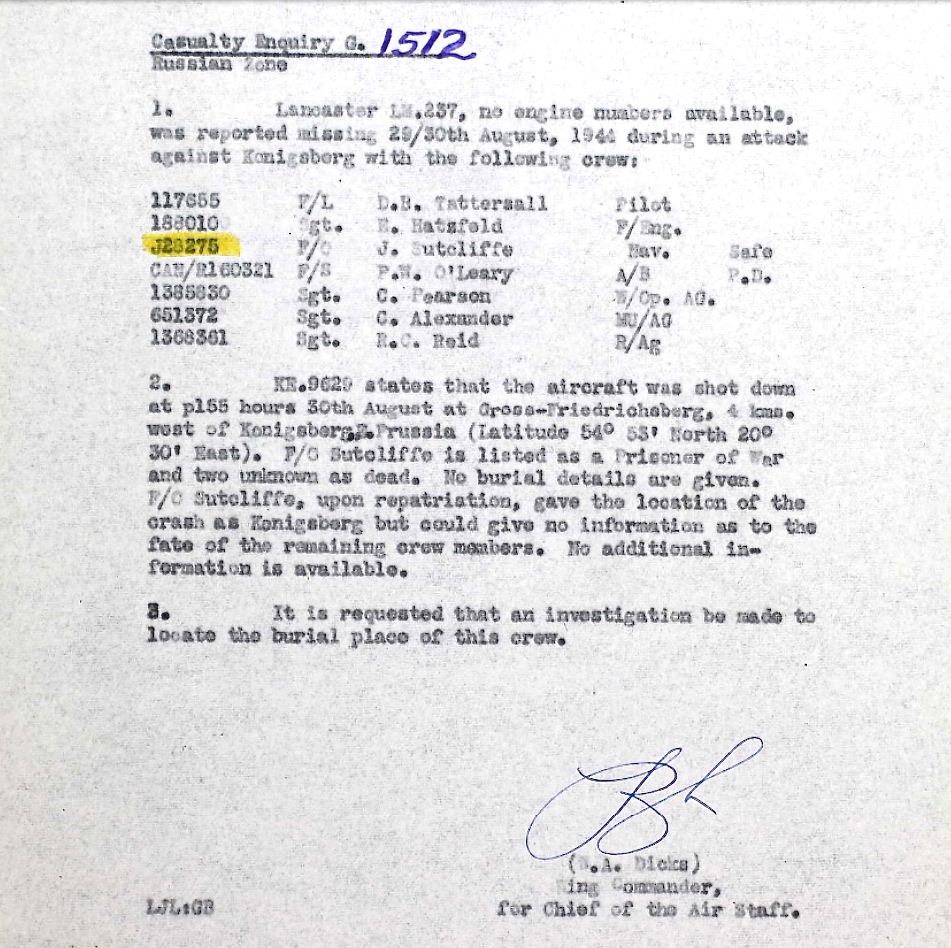 Casualty Enquiry G. 1512
Russian Zone
1. Lancaster LM.237, no engine numbers available,
was reported missing 29/30th August, 1944 during an attack
against Konigsberg with the following crew:
117655 F/L D.B. Tattersall Pilot
188010 Sgt. E. Hatsfeld F/Eng.
J28275 F/O J. Sutcliffe Nav. Safe
CAN/R160321 F/S P.N. O'Leary A/B P.D.
1385830 Sgt. C. Pearson W/Op. AG.
651372 Sgt. C. Alexander MU/AG
1368361 Sgt. R.C. Reid R/Ag
2. KE.9629 states that the aircraft was shot down
at p155 hours 30th August at Gross-Friedrichsberg, 4 kms.
west of Konigsberg, E.Prussia (Latitude 54° 53' North 20°
30' East). F/O Sutcliffe is listed as a Prisoner of War
and two unknown as dead. No burial details are given.
F/O Sutcliffe, upon repatriation, gave the location of the
crash as Konigsberg but could give no information as to the
fate of the remaining crew members. No additional in-
formation is available.
3. It is requested that an investigation be made to
locate the burial place of this crew.
Dicks)
Wing Commander,
LJL:GB for Chief of the Air Staff.